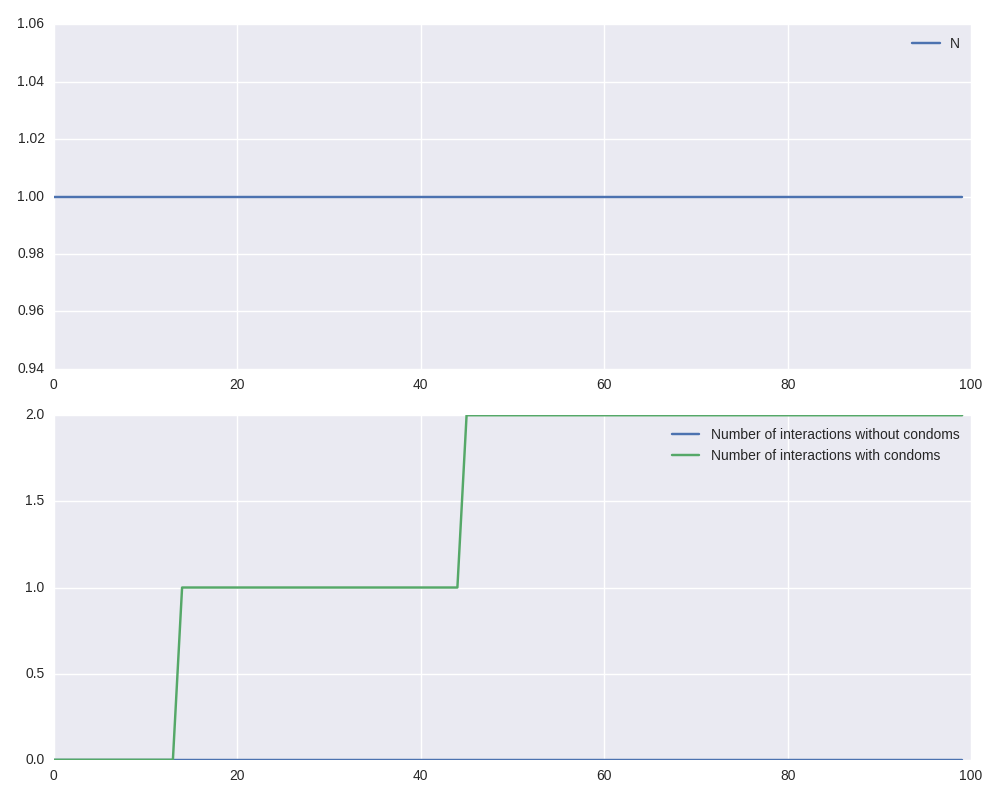 1.06
N
1.04
1.02
1.00
0.98
0.96
0.94
0 20 40 60 80 100
2.0
Number of interactions without condoms
Number of interactions with condoms
1.5
1.0
0.5
0.0
0 20 40 60 80 100